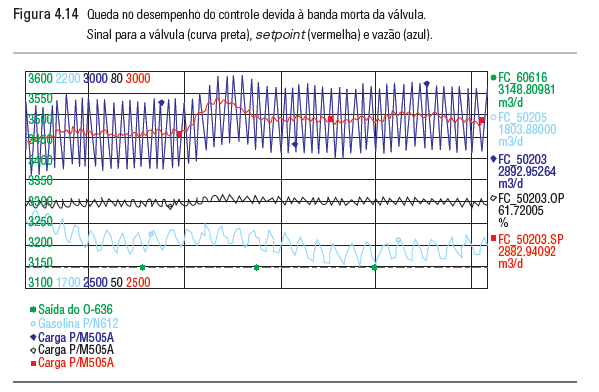 Figura 4.14 Queda no desempenho do controle devida à banda morta da válvula.
Sinal para a válvula (curva preta), setpoint (vermelha) e vazão (azul).
3600 2200 3000 80 3000
3550
3500
3450
3400
3350
3300
3250
3200
3150
3100 1700 2500 50 2500
FC_60616
3148.80981
m3/d
FC_50205
1803.88000
m3/d
FC_50203
2892.95264
m3/d
FC_50203.OP
61.72005
%
FC_50203.SP
2882.94092
m3/d
Saída do O-636
Gasolina P/N612
Carga P/M505A
Carga P/M505A
Carga P/M505A